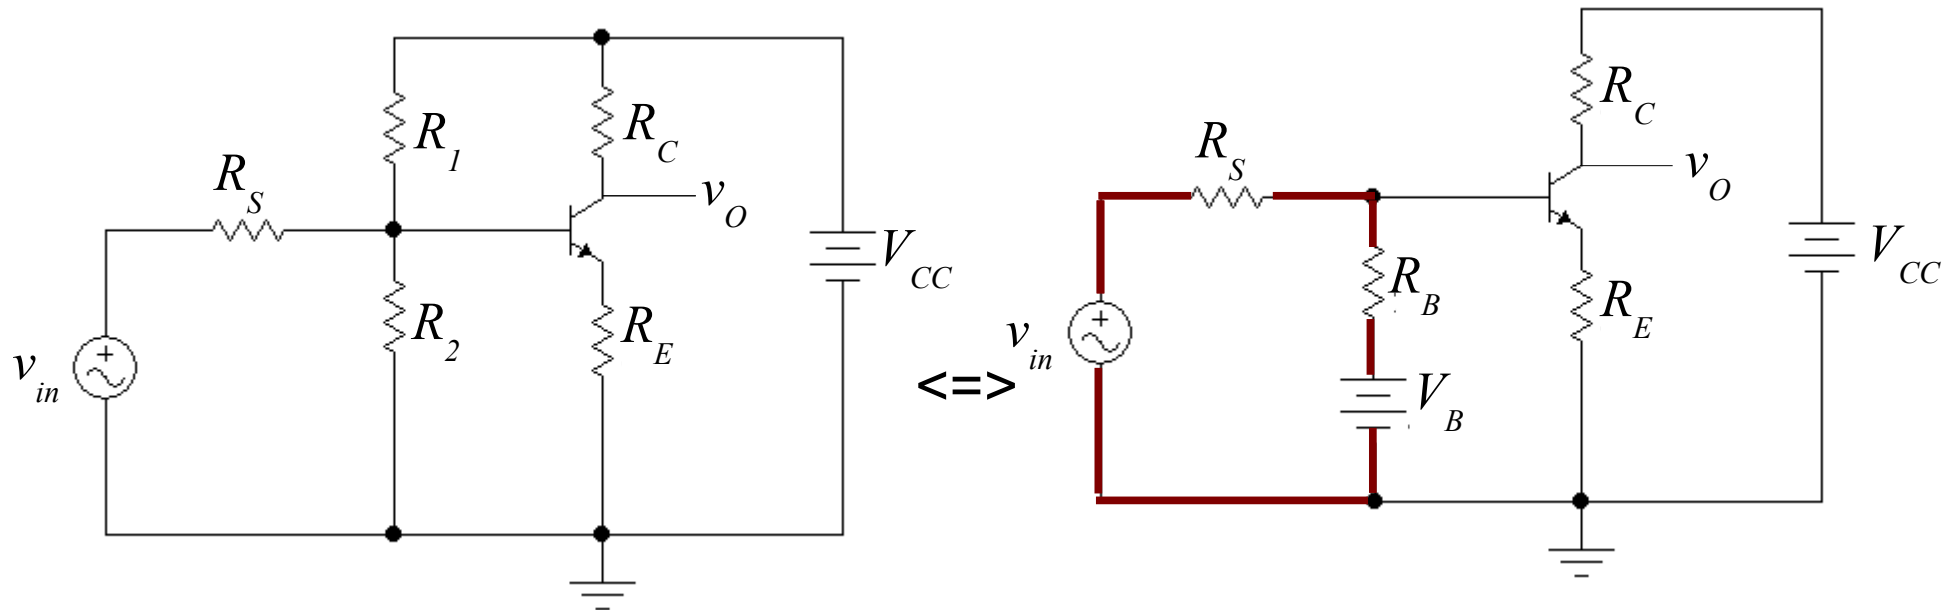 R1
RC
RS
vO
VCC
R2
RE
vin
+
<=>
RC
RS
vO
RB
VCC
RE
vin
+
VB